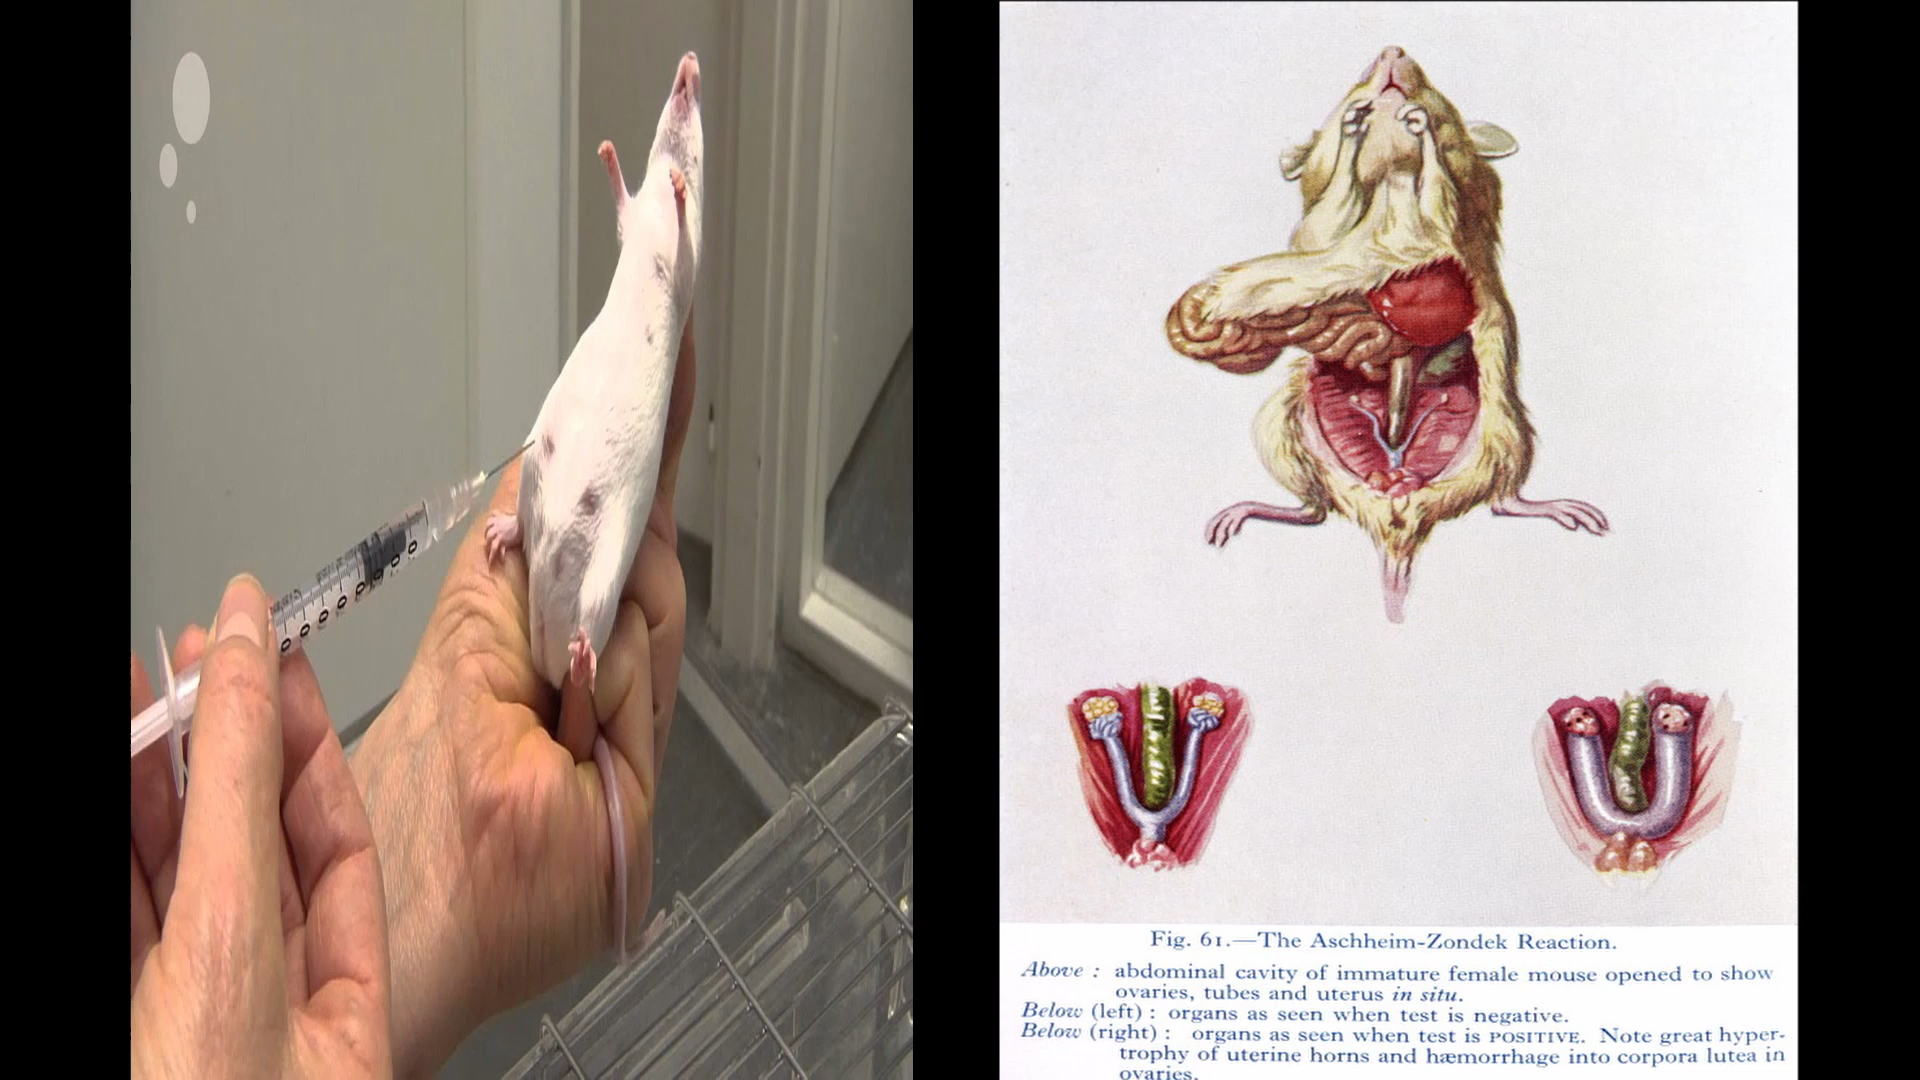 Fig. 61.—The Aschheim-Zondek Reaction.
Above : abdominal cavity of immature female mouse opened to show
ovaries, tubes and uterus in situ.
Below (left) : organs as seen when test is negative.
Below (right) : organs as seen when test is POSITIVE. Note great hyper-
trophy of uterine horns and hæmorrhage into corpora lutea in
ovaries.